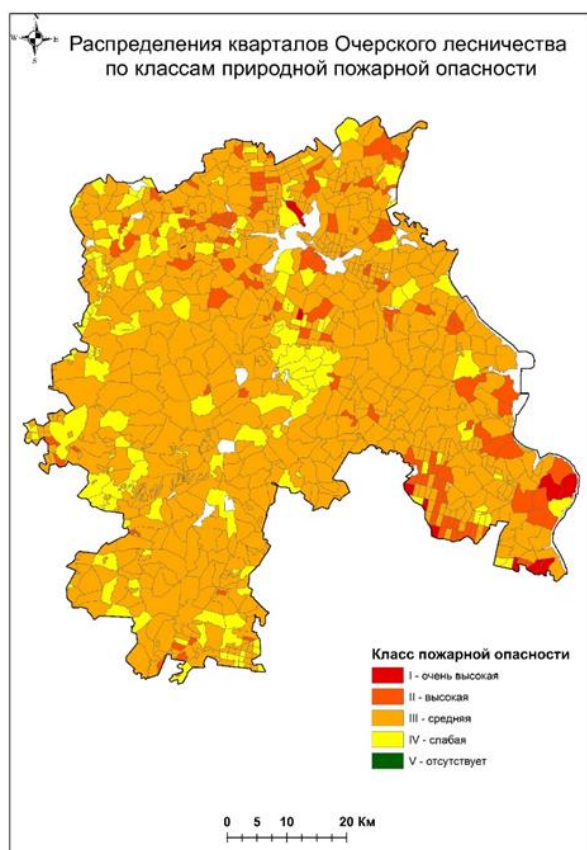 N
W E
S
Распределения кварталов Очерского лесничества
по классам природной пожарной опасности
Класс пожарной опасности
I - очень высокая
II - высокая
III - средняя
IV - слабая
V - отсутствует
0 5 10 20 Км